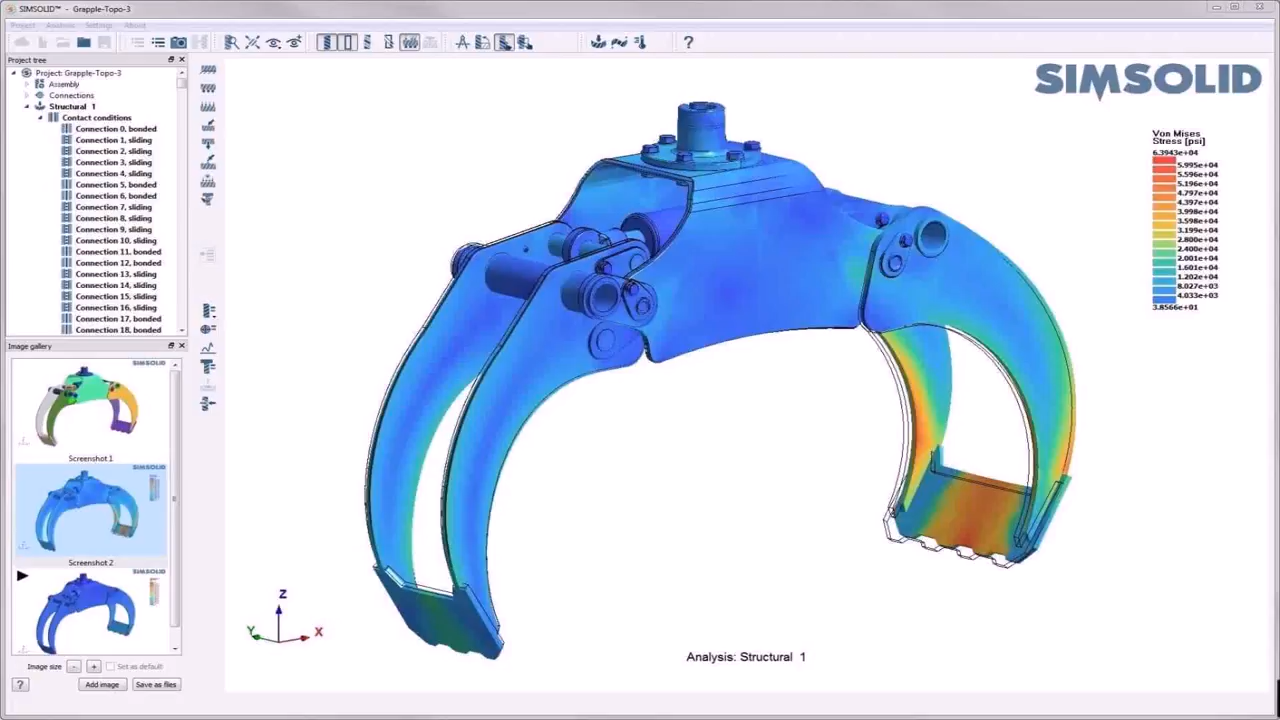 SIMSOLID™ - Grapple-Topo-3
Project Analysis Settings About
Project tree
Project: Grapple-Topo-3
Assembly
Connections
Structural 1
Contact conditions
Connection 0, bonded
Connection 1, sliding
Connection 2, sliding
Connection 3, sliding
Connection 4, sliding
Connection 5, bonded
Connection 6, bonded
Connection 7, sliding
Connection 8, sliding
Connection 9, sliding
Connection 10, sliding
Connection 11, bonded
Connection 12, bonded
Connection 13, sliding
Connection 14, sliding
Connection 15, sliding
Connection 16, sliding
Connection 17, bonded
Connection 18, bonded
Image gallery
SIMSOLID
Screenshot 1
SIMSOLID
Screenshot 2
SIMSOLID
Image size - + Set as default
? Add image Save as files
SIMSOLID
Von Mises
Stress [psi]
6.3943e+04
5.995e+04
5.596e+04
5.196e+04
4.797e+04
4.397e+04
3.998e+04
3.598e+04
3.199e+04
2.800e+04
2.400e+04
2.001e+04
1.601e+04
1.202e+04
8.027e+03
4.033e+03
3.8566e+01
Z
Y
X
Analysis: Structural 1